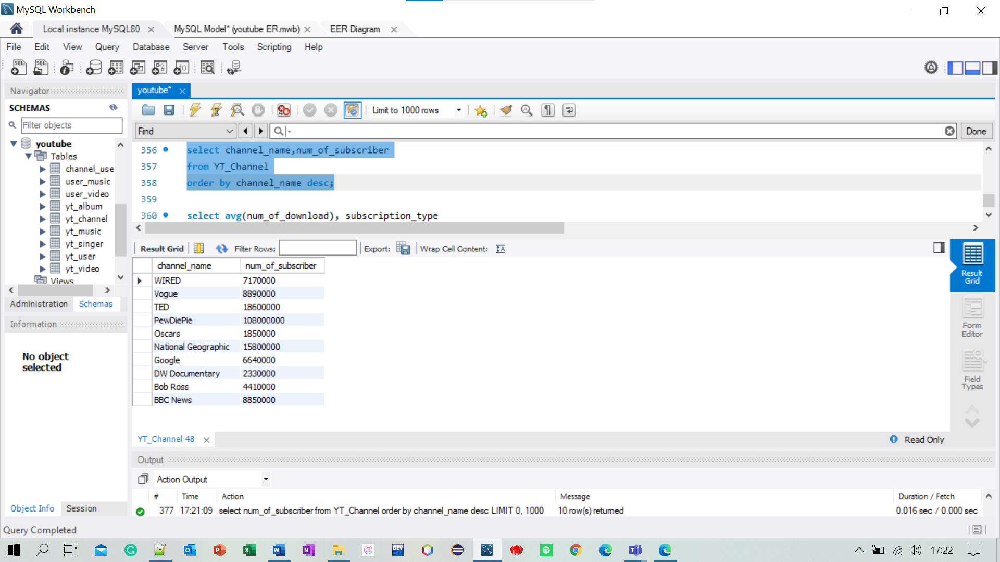 MySQL Workbench
Local instance MySQL80
MySQL Model* (youtube ER.mwb)
EER Diagram
File Edit View Query Database Server Tools Scripting Help
Navigator
SCHEMAS
Filter objects
youtube
Tables
channel_use
user_music
user_video
yt_album
yt_channel
yt_music
yt_singer
yt_user
yt_video
Views
Administration Schemas
Information
No object
selected
Object Info Session
youtube*
Limit to 1000 rows
Find
Done
356 select channel_name,num_of_subscriber
357 from YT_Channel
358 order by channel_name desc;
359
360 select avg(num_of_download), subscription_type
Result Grid Filter Rows: Export: Wrap Cell Content:
channel_name num_of_subscriber
WIRED 7170000
Vogue 8890000
TED 18600000
PewDiePie 108000000
Oscars 1850000
National Geographic 15800000
Google 6640000
DW Documentary 2330000
Bob Ross 4410000
BBC News 8850000
Result
Grid
Form
Editor
Field
Types
YT_Channel 48
Read Only
Output
Action Output
# Time Action Message Duration / Fetch
377 17:21:09 select num_of_subscriber from YT_Channel order by channel_name desc LIMIT 0, 1000 10 row(s) returned 0.016 sec / 0.000 sec
Query Completed
17:22